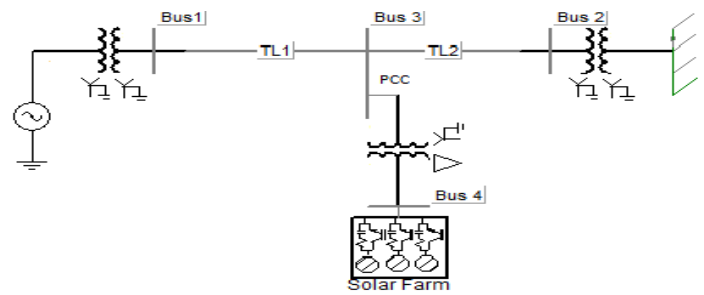 Bus1
Bus 3
Bus 2
TL1
TL2
PCC
Bus 4
Solar Farm